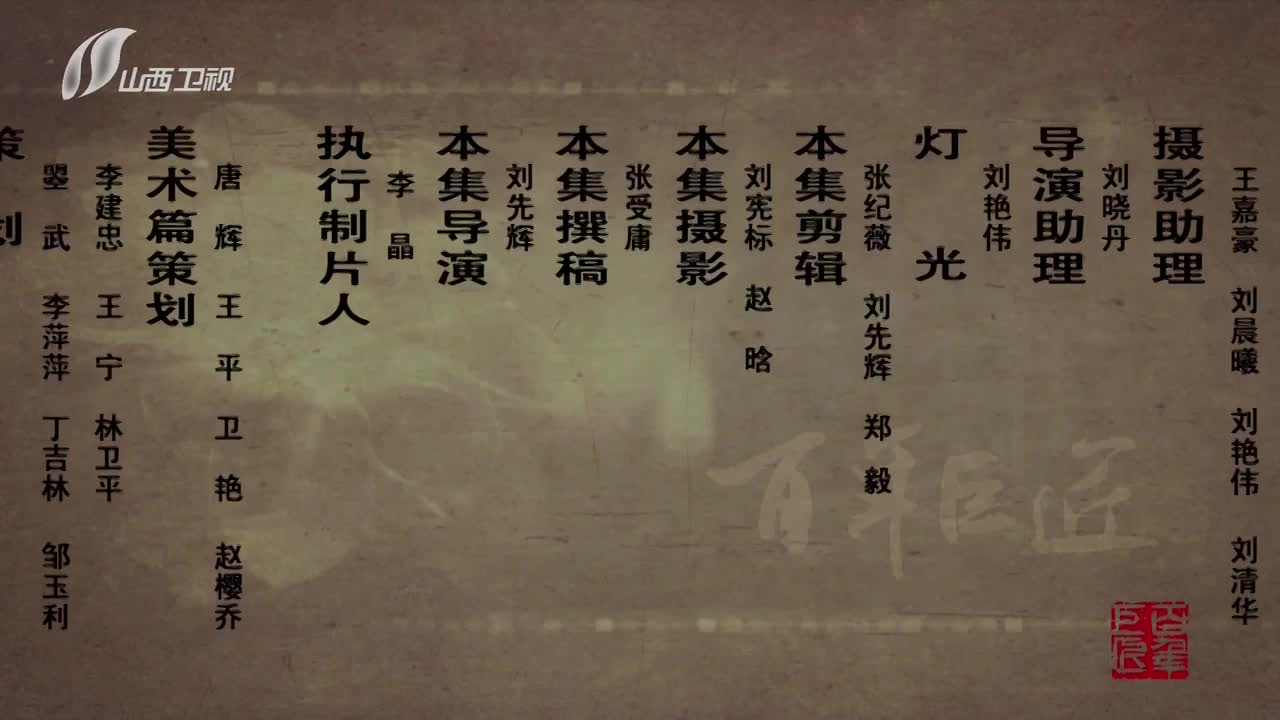 山西卫视
策 划
曌 武 李萍萍 丁吉林 邹玉利
李建忠 王 宁 林卫平
美术篇策划
唐 辉 王 平 卫 艳 赵樱乔
执行制片人
李 晶
本集导演
刘先辉
本集撰稿
张受庸
本集摄影
刘宪标 赵 晗
本集剪辑
张纪薇 刘先辉 郑 毅
灯 光
刘艳伟
导演助理
刘晓丹
摄影助理
王嘉豪 刘晨曦 刘艳伟 刘清华
百年巨匠
百年巨匠